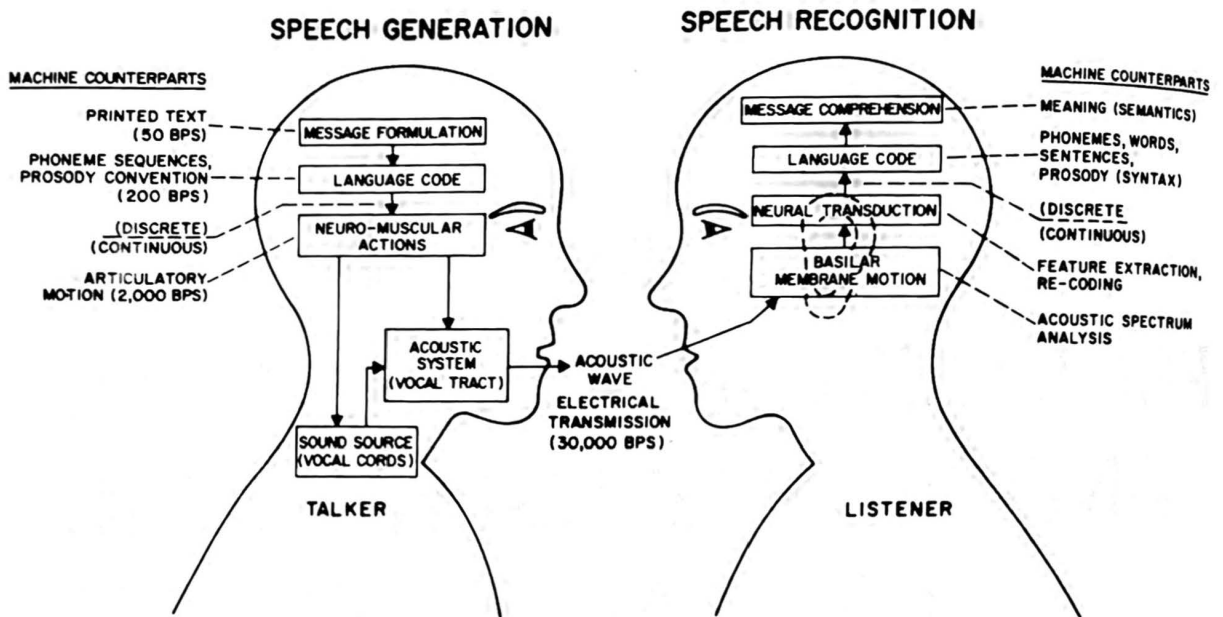 SPEECH GENERATION
MACHINE COUNTERPARTS
PRINTED TEXT
(50 BPS)
MESSAGE FORMULATION
PHONEME SEQUENCES,
PROSODY CONVENTION
(200 BPS)
LANGUAGE CODE
(DISCRETE)
(CONTINUOUS)
NEURO-MUSCULAR
ACTIONS
ARTICULATORY
MOTION (2,000 BPS)
ACOUSTIC
SYSTEM
(VOCAL TRACT)
SOUND SOURCE
(VOCAL CORDS)
TALKER
ACOUSTIC
WAVE
ELECTRICAL
TRANSMISSION
(30,000 BPS)
SPEECH RECOGNITION
MACHINE COUNTERPARTS
MESSAGE COMPREHENSION
MEANING (SEMANTICS)
LANGUAGE CODE
PHONEMES, WORDS,
SENTENCES,
PROSODY (SYNTAX)
NEURAL TRANSDUCTION
(DISCRETE
(CONTINUOUS)
BASILAR
MEMBRANE MOTION
FEATURE EXTRACTION,
RE-CODING
ACOUSTIC SPECTRUM
ANALYSIS
LISTENER